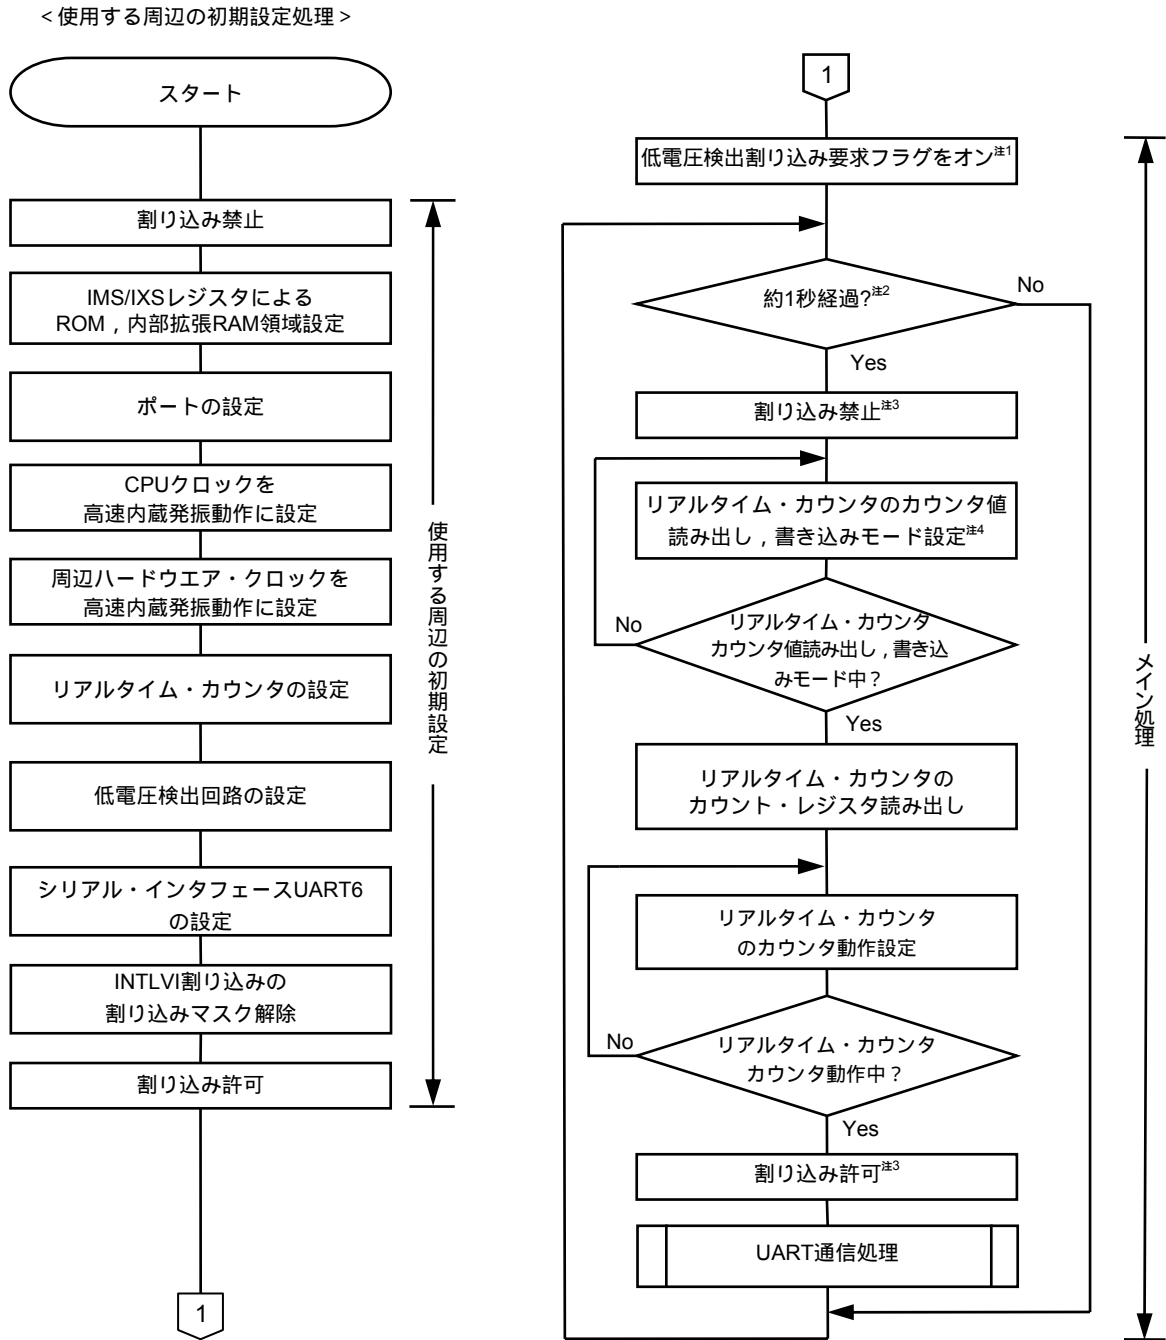 <使用する周辺の初期設定処理>
スタート
割り込み禁止
IMS/IXSレジスタによる
ROM，内部拡張RAM領域設定
ポートの設定
CPUクロックを
高速内蔵発振動作に設定
周辺ハードウエア・クロックを
高速内蔵発振動作に設定
リアルタイム・カウンタの設定
低電圧検出回路の設定
シリアル・インタフェースUART6
の設定
INTLVI割り込みの
割り込みマスク解除
割り込み許可
1
使用する周辺の初期設定
1
低電圧検出割り込み要求フラグをオン注1
約1秒経過?注2
No
Yes
割り込み禁止注3
リアルタイム・カウンタのカウンタ値
読み出し，書き込みモード設定注4
リアルタイム・カウンタ
カウンタ値読み出し，書き込
みモード中？
No
Yes
リアルタイム・カウンタの
カウント・レジスタ読み出し
リアルタイム・カウンタ
のカウンタ動作設定
リアルタイム・カウンタ
カウンタ動作中？
No
Yes
割り込み許可注3
UART通信処理
メイン処理